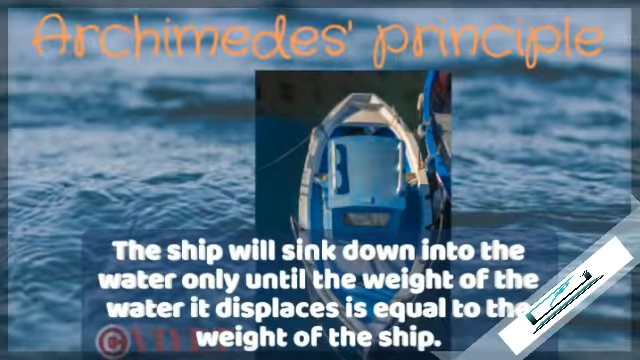 Archimedes' principle
The ship will sink down into the
water only until the weight of the
water it displaces is equal to the
weight of the ship.